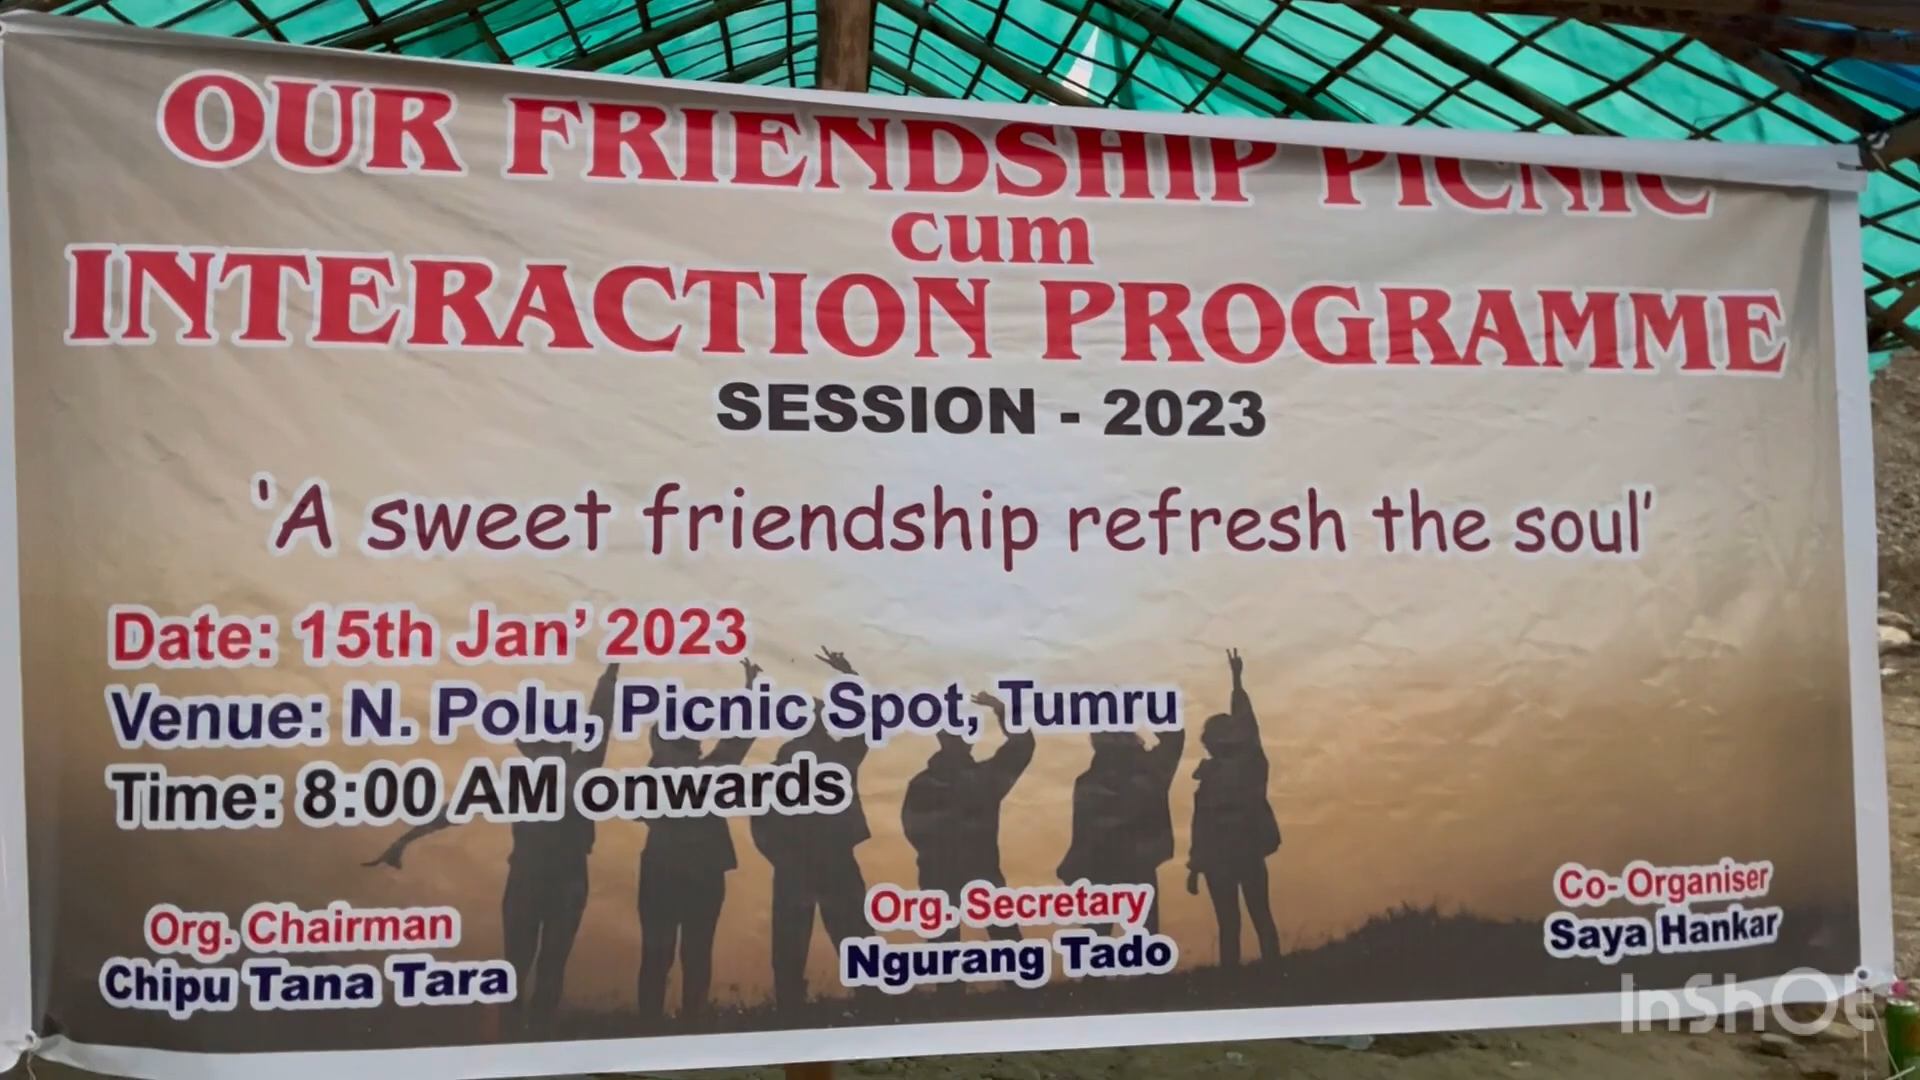 OUR FRIENDSHIP PICNIC
cum
INTERACTION PROGRAMME
SESSION - 2023
'A sweet friendship refresh the soul'
Date: 15th Jan' 2023
Venue: N. Polu, Picnic Spot, Tumru
Time: 8:00 AM onwards
Org. Chairman
Chipu Tana Tara
Org. Secretary
Ngurang Tado
Co- Organiser
Saya Hankar
InShOt